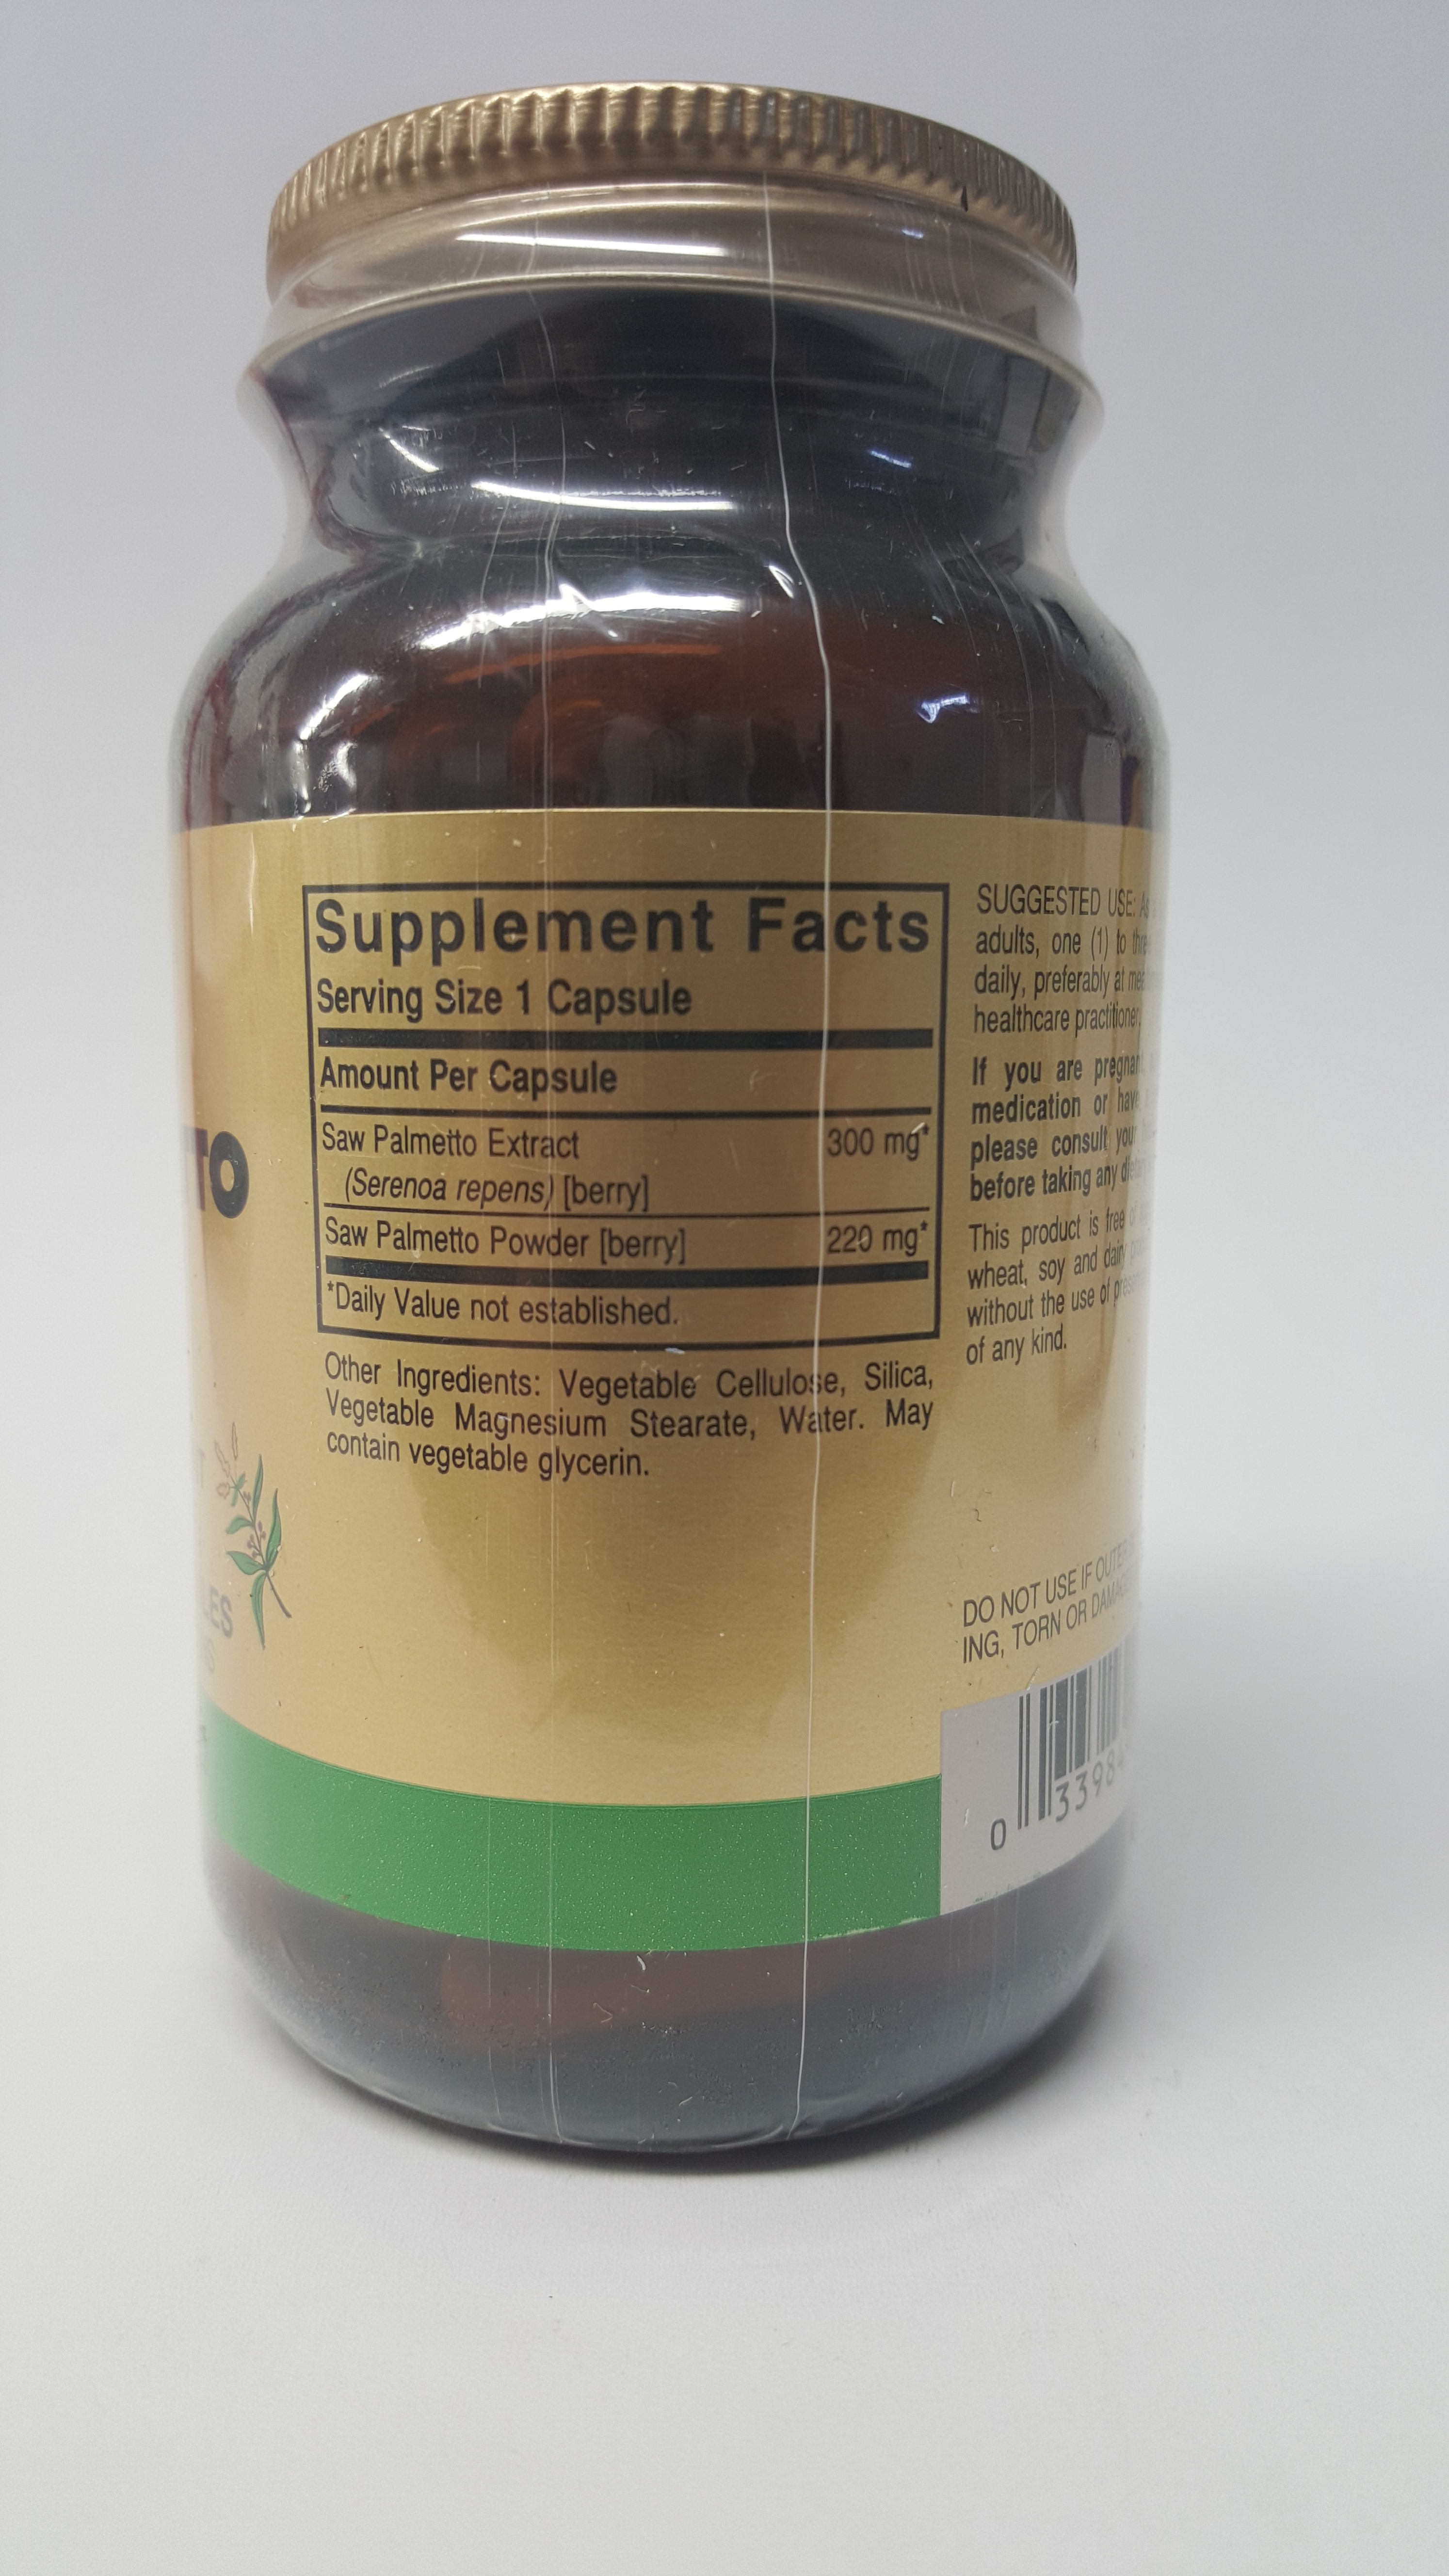 TTO
LES
Supplement Facts
Serving Size 1 Capsule
Amount Per Capsule
Saw Palmetto Extract 300 mg*
(Serenoa repens) [berry]
Saw Palmetto Powder [berry] 220 mg*
*Daily Value not established.
Other Ingredients: Vegetable Cellulose, Silica,
Vegetable Magnesium Stearate, Water. May
contain vegetable glycerin.
SUGGESTED USE:
adults, one (1) to
daily, preferably at
healthcare practitioner.
If you are
medication or
please consult your
before taking any
This product is free
wheat, soy and dairy
without the use of
of any kind.
DO NOT USE IF
ING, TORN OR
0 3398